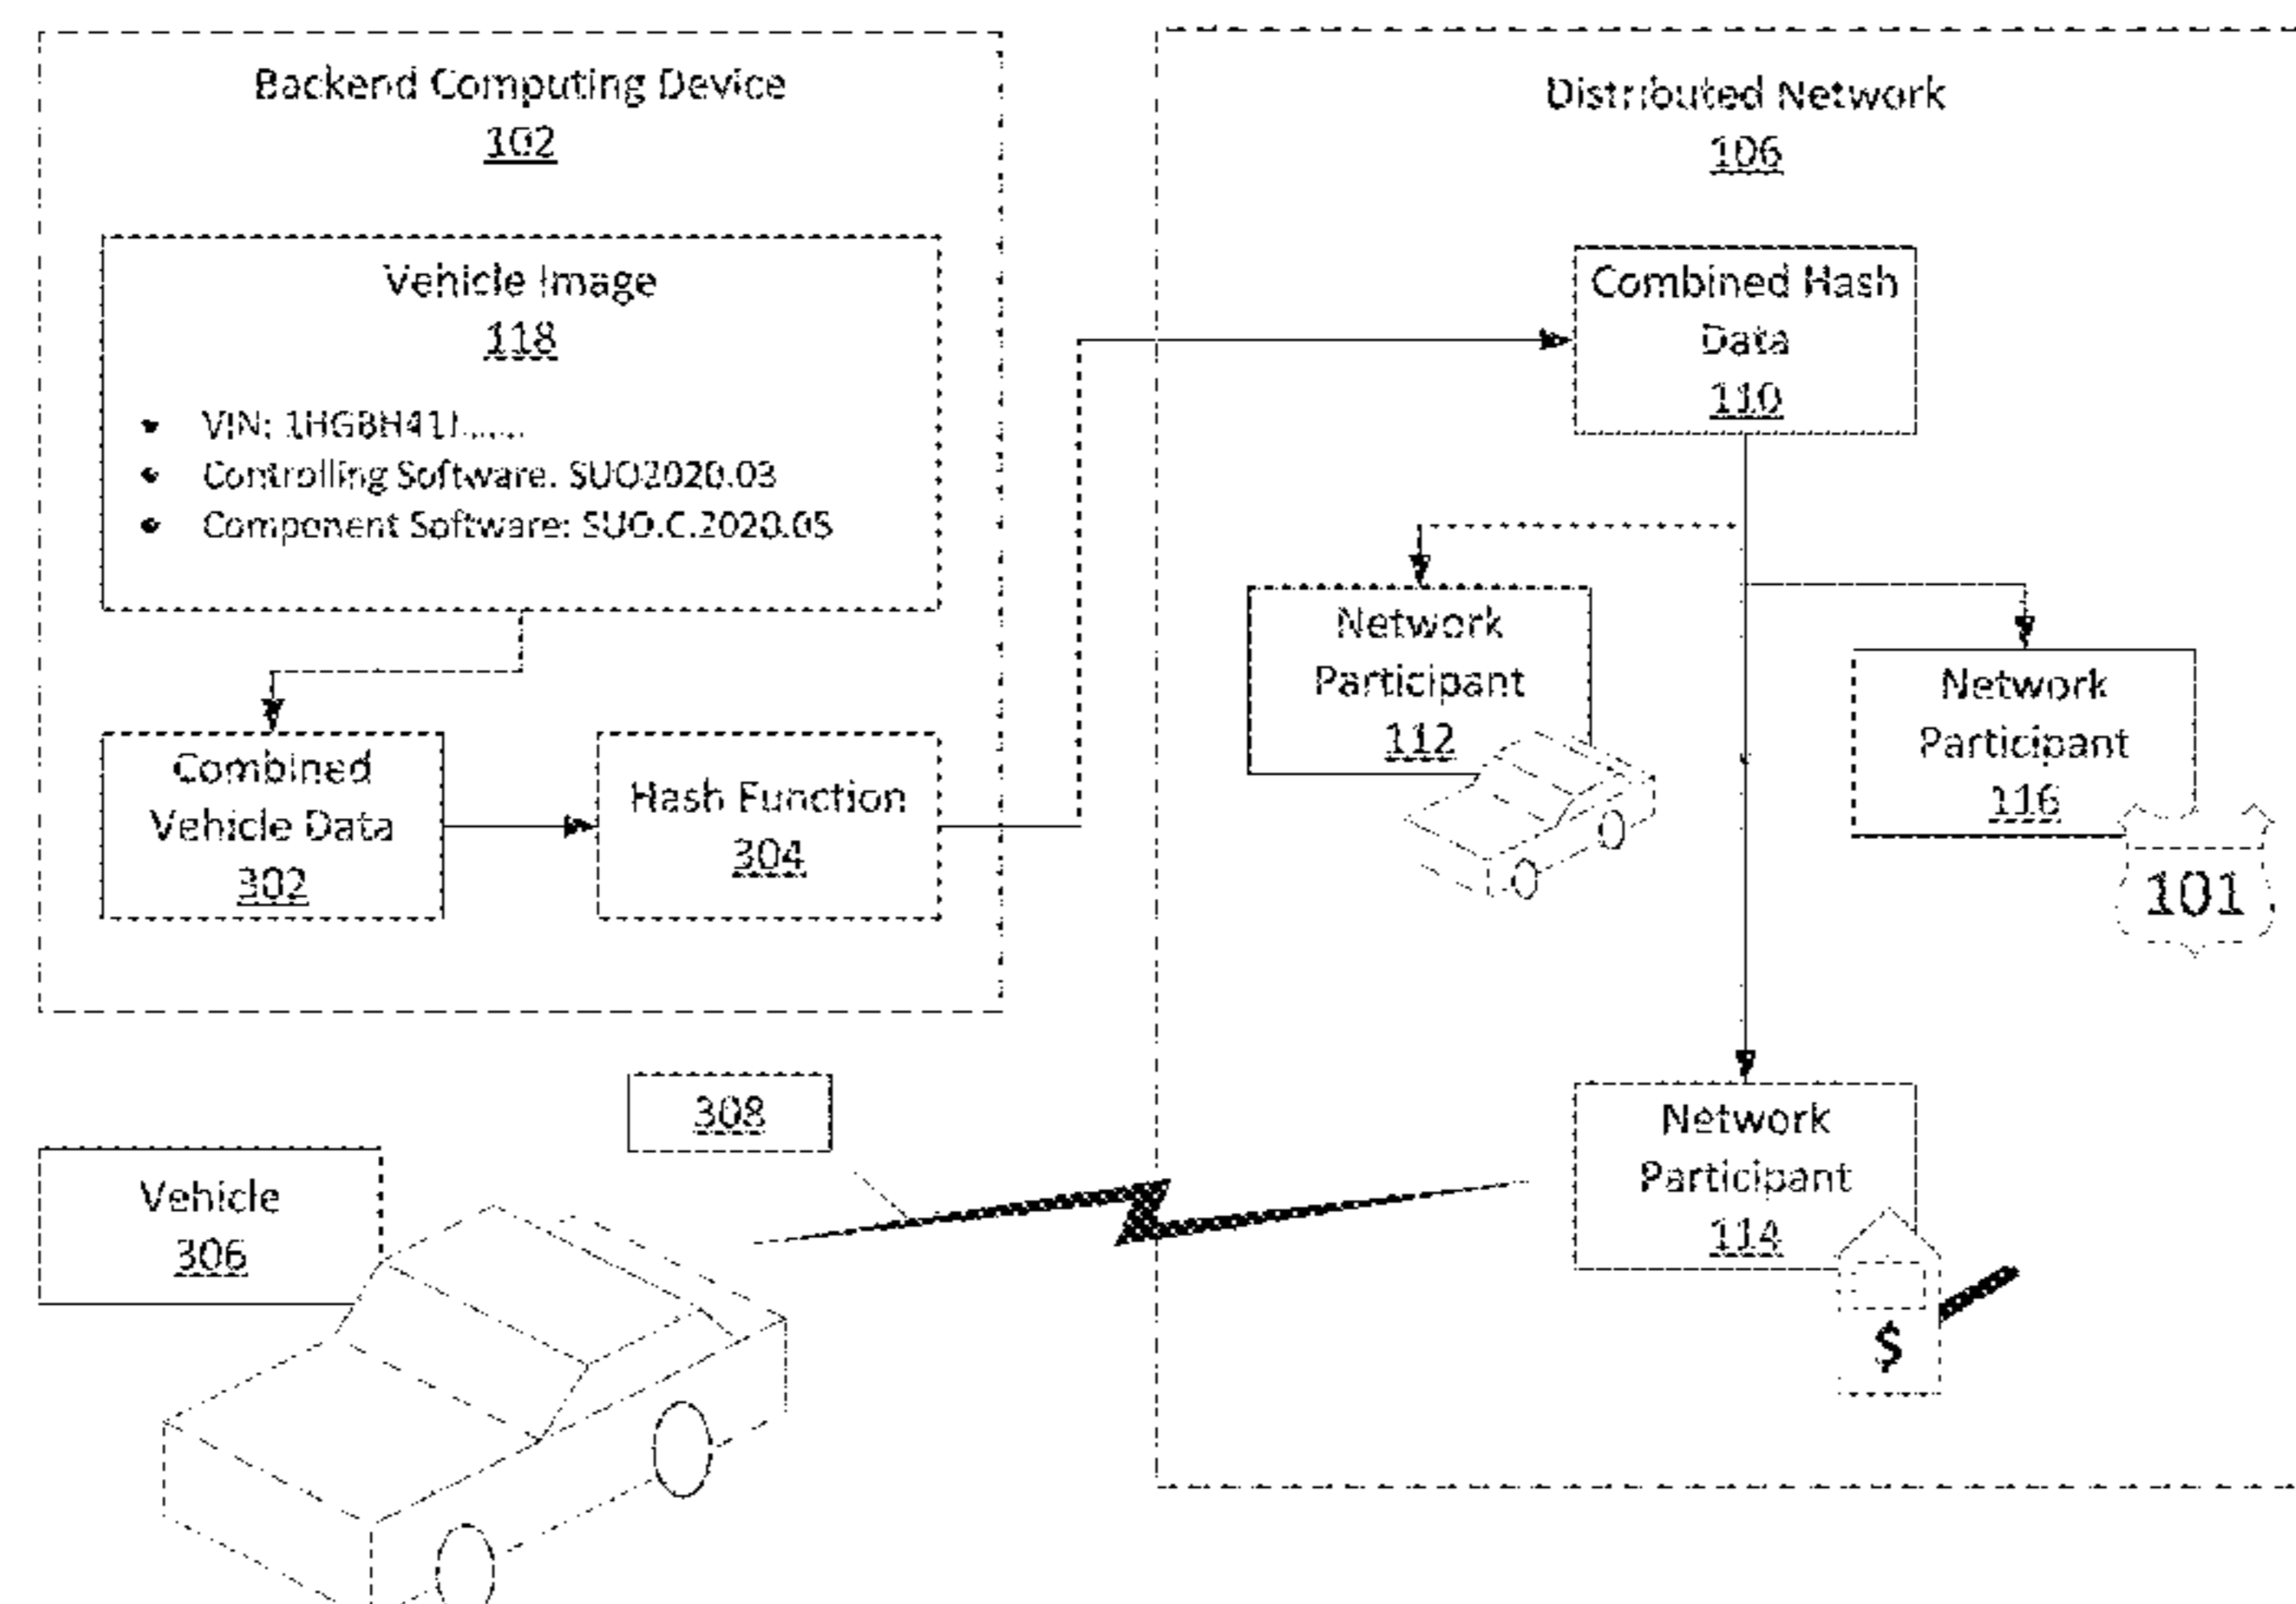 Backend Computing Device
102
Vehicle Image
118
• VIN: 1HGBH41J......
• Controlling Software. SUO2020.03
• Component Software: SUO.C.2020.05
Combined
Vehicle Data
302
Hash Function
304
Distributed Network
106
Combined Hash
Data
110
Network
Participant
112
Network
Participant
116
101
Network
Participant
114
$
308
Vehicle
306